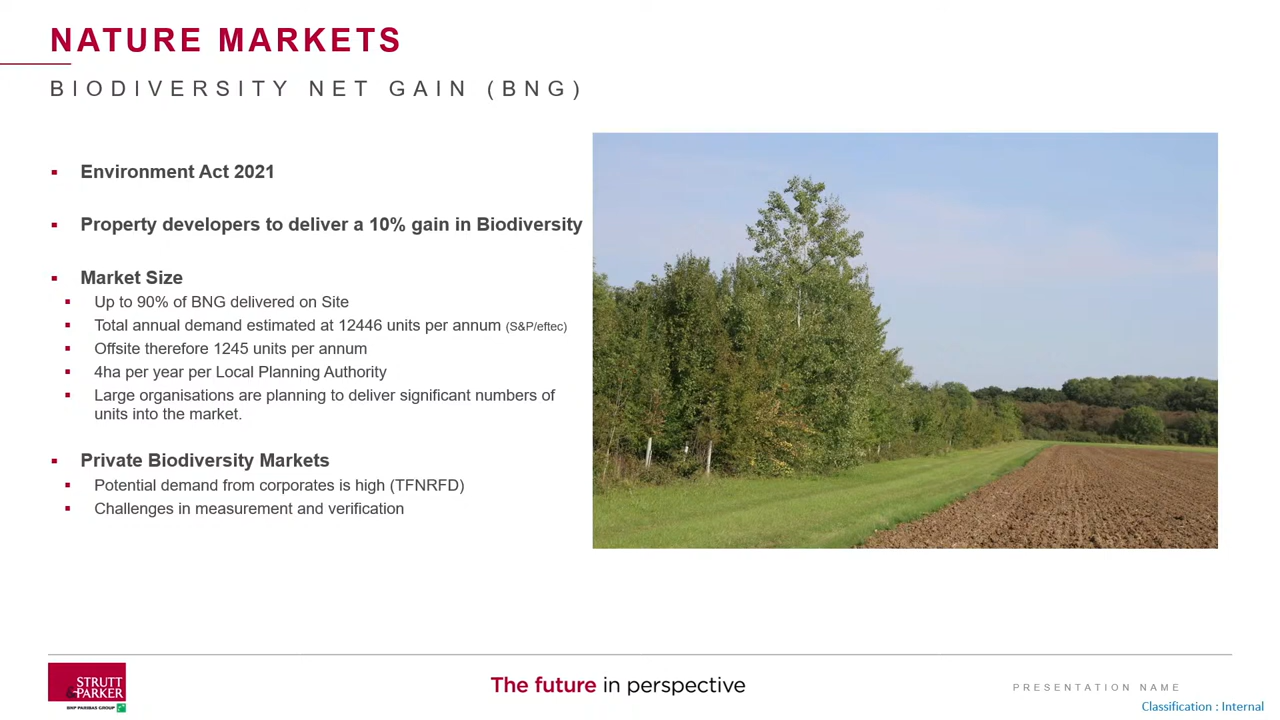 NATURE MARKETS
BIODIVERSITY NET GAIN (BNG)
▪ Environment Act 2021
▪ Property developers to deliver a 10% gain in Biodiversity
▪ Market Size
▪ Up to 90% of BNG delivered on Site
▪ Total annual demand estimated at 12446 units per annum (S&P/eftec)
▪ Offsite therefore 1245 units per annum
▪ 4ha per year per Local Planning Authority
▪ Large organisations are planning to deliver significant numbers of
units into the market.
▪ Private Biodiversity Markets
▪ Potential demand from corporates is high (TFNRFD)
▪ Challenges in measurement and verification
STRUTT
&PARKER
BNP PARIBAS GROUP
The future in perspective
PRESENTATION NAME
Classification : Internal